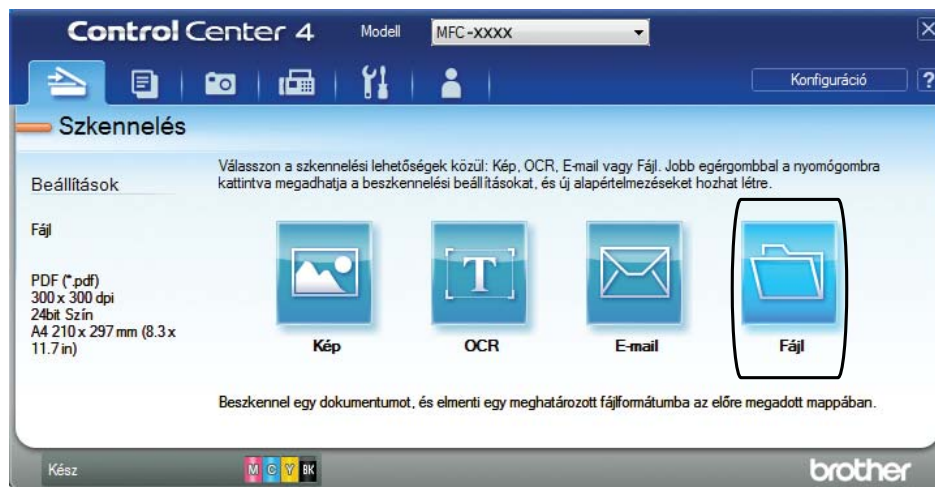 Control Center 4
Modell
MFC-XXXX
Konfiguráció
?
Szkennelés
Beállítások
Fájl
PDF (*.pdf)
300 x 300 dpi
24bit Szín
A4 210 x 297 mm (8.3 x
11.7 in)
Válasszon a szkennelési lehetőségek közül: Kép, OCR, E-mail vagy Fájl. Jobb egérgombbal a nyomógombra
kattintva megadhatja a beszkennelési beállításokat, és új alapértelmezéseket hozhat létre.
T
Kép
OCR
E-mail
Fájl
Beszkennel egy dokumentumot, és elmenti egy meghatározott fájlformátumba az előre megadott mappában.
Kész
M C Y BK
brother